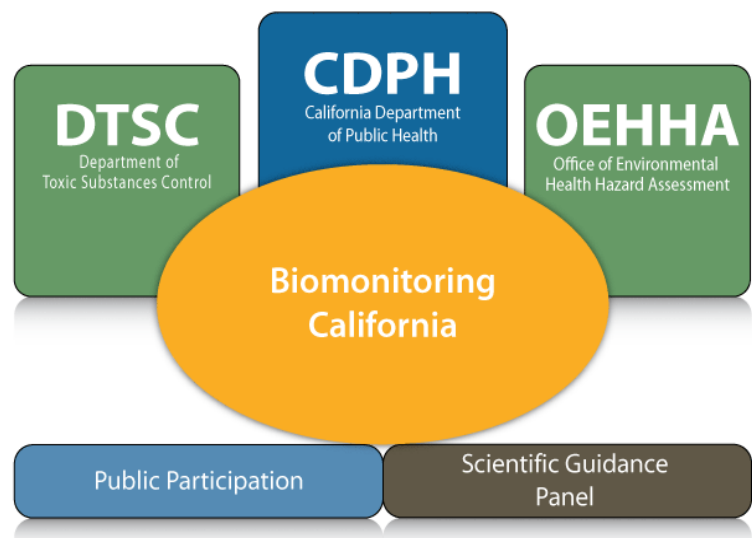 DTSC
Department of
Toxic Substances Control
CDPH
California Department
of Public Health
OEHHA
Office of Environmental
Health Hazard Assessment
Biomonitoring
California
Public Participation
Scientific Guidance
Panel